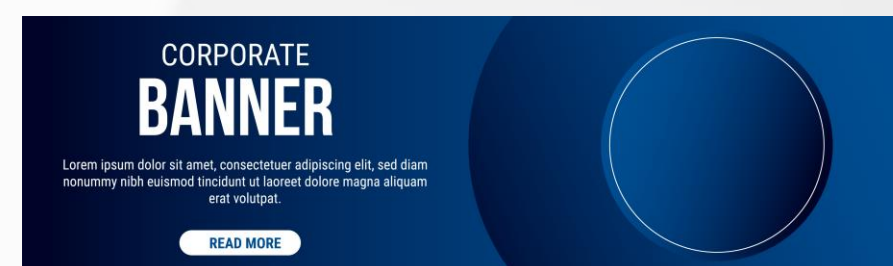 CORPORATE
BANNER
Lorem ipsum dolor sit amet, consectetuer adipiscing elit, sed diam
nonummy nibh euismod tincidunt ut laoreet dolore magna aliquam
erat volutpat.
READ MORE